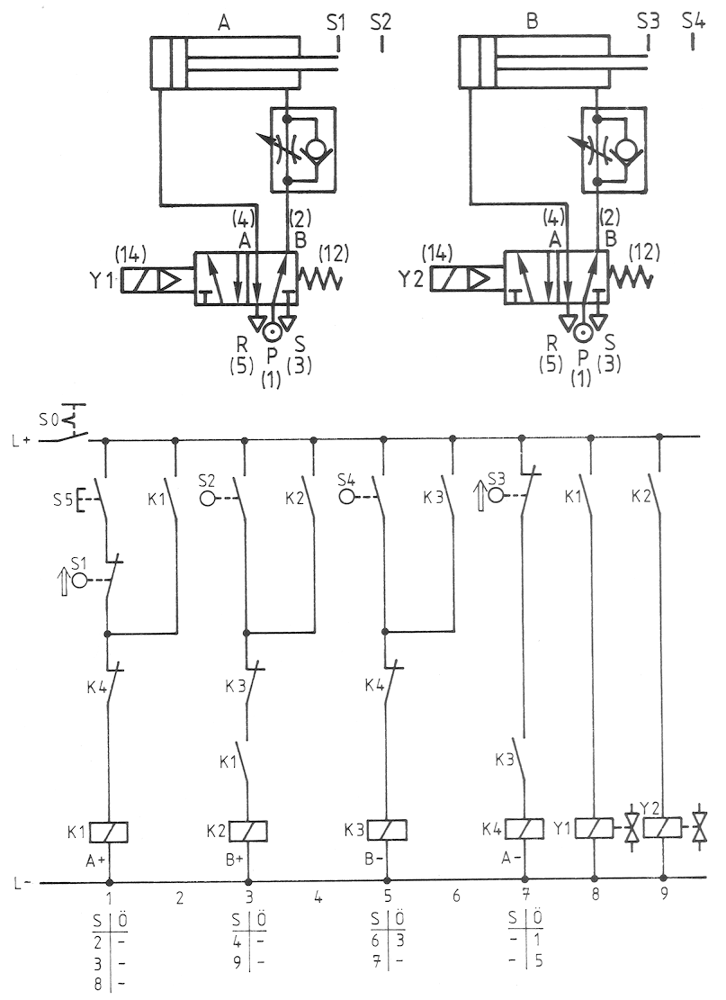 A S1 S2 B S3 S4
(4) (2) (4) (2)
(14) A B (12) (14) A B (12)
Y1 Y2
R P S R P S
(5) (1) (3) (5) (1) (3)
S0
L+
S5 K1 S2 K2 S4 K3 S3 K1 K2
S1
K4 K3 K4
K1 K3
K1 K2 K3 K4 Y1 Y2
A+ B+ B- A-
L-
1 2 3 4 5 6 7 8 9
S Ö S Ö S Ö S Ö
2 - 4 - 6 3 - 1
3 - 9 - 7 - - 5
8 -